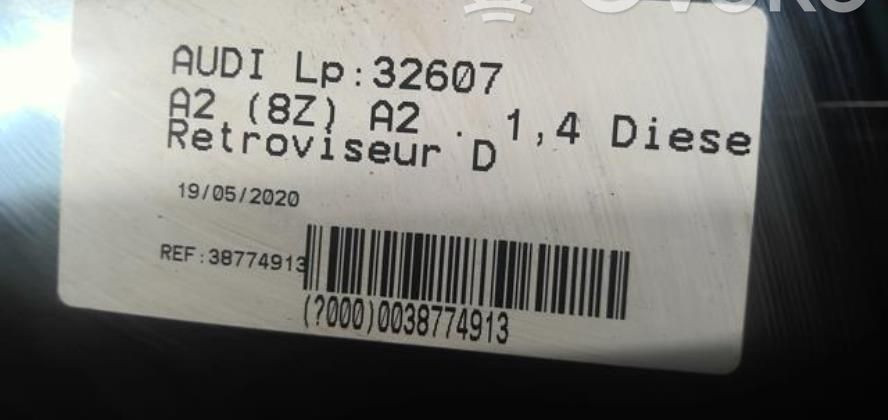 AUDI Lp:32607
A2 (8Z) A2 . 1,4 Diese
Retroviseur D
19/05/2020
REF:38774913
(?000)0038774913